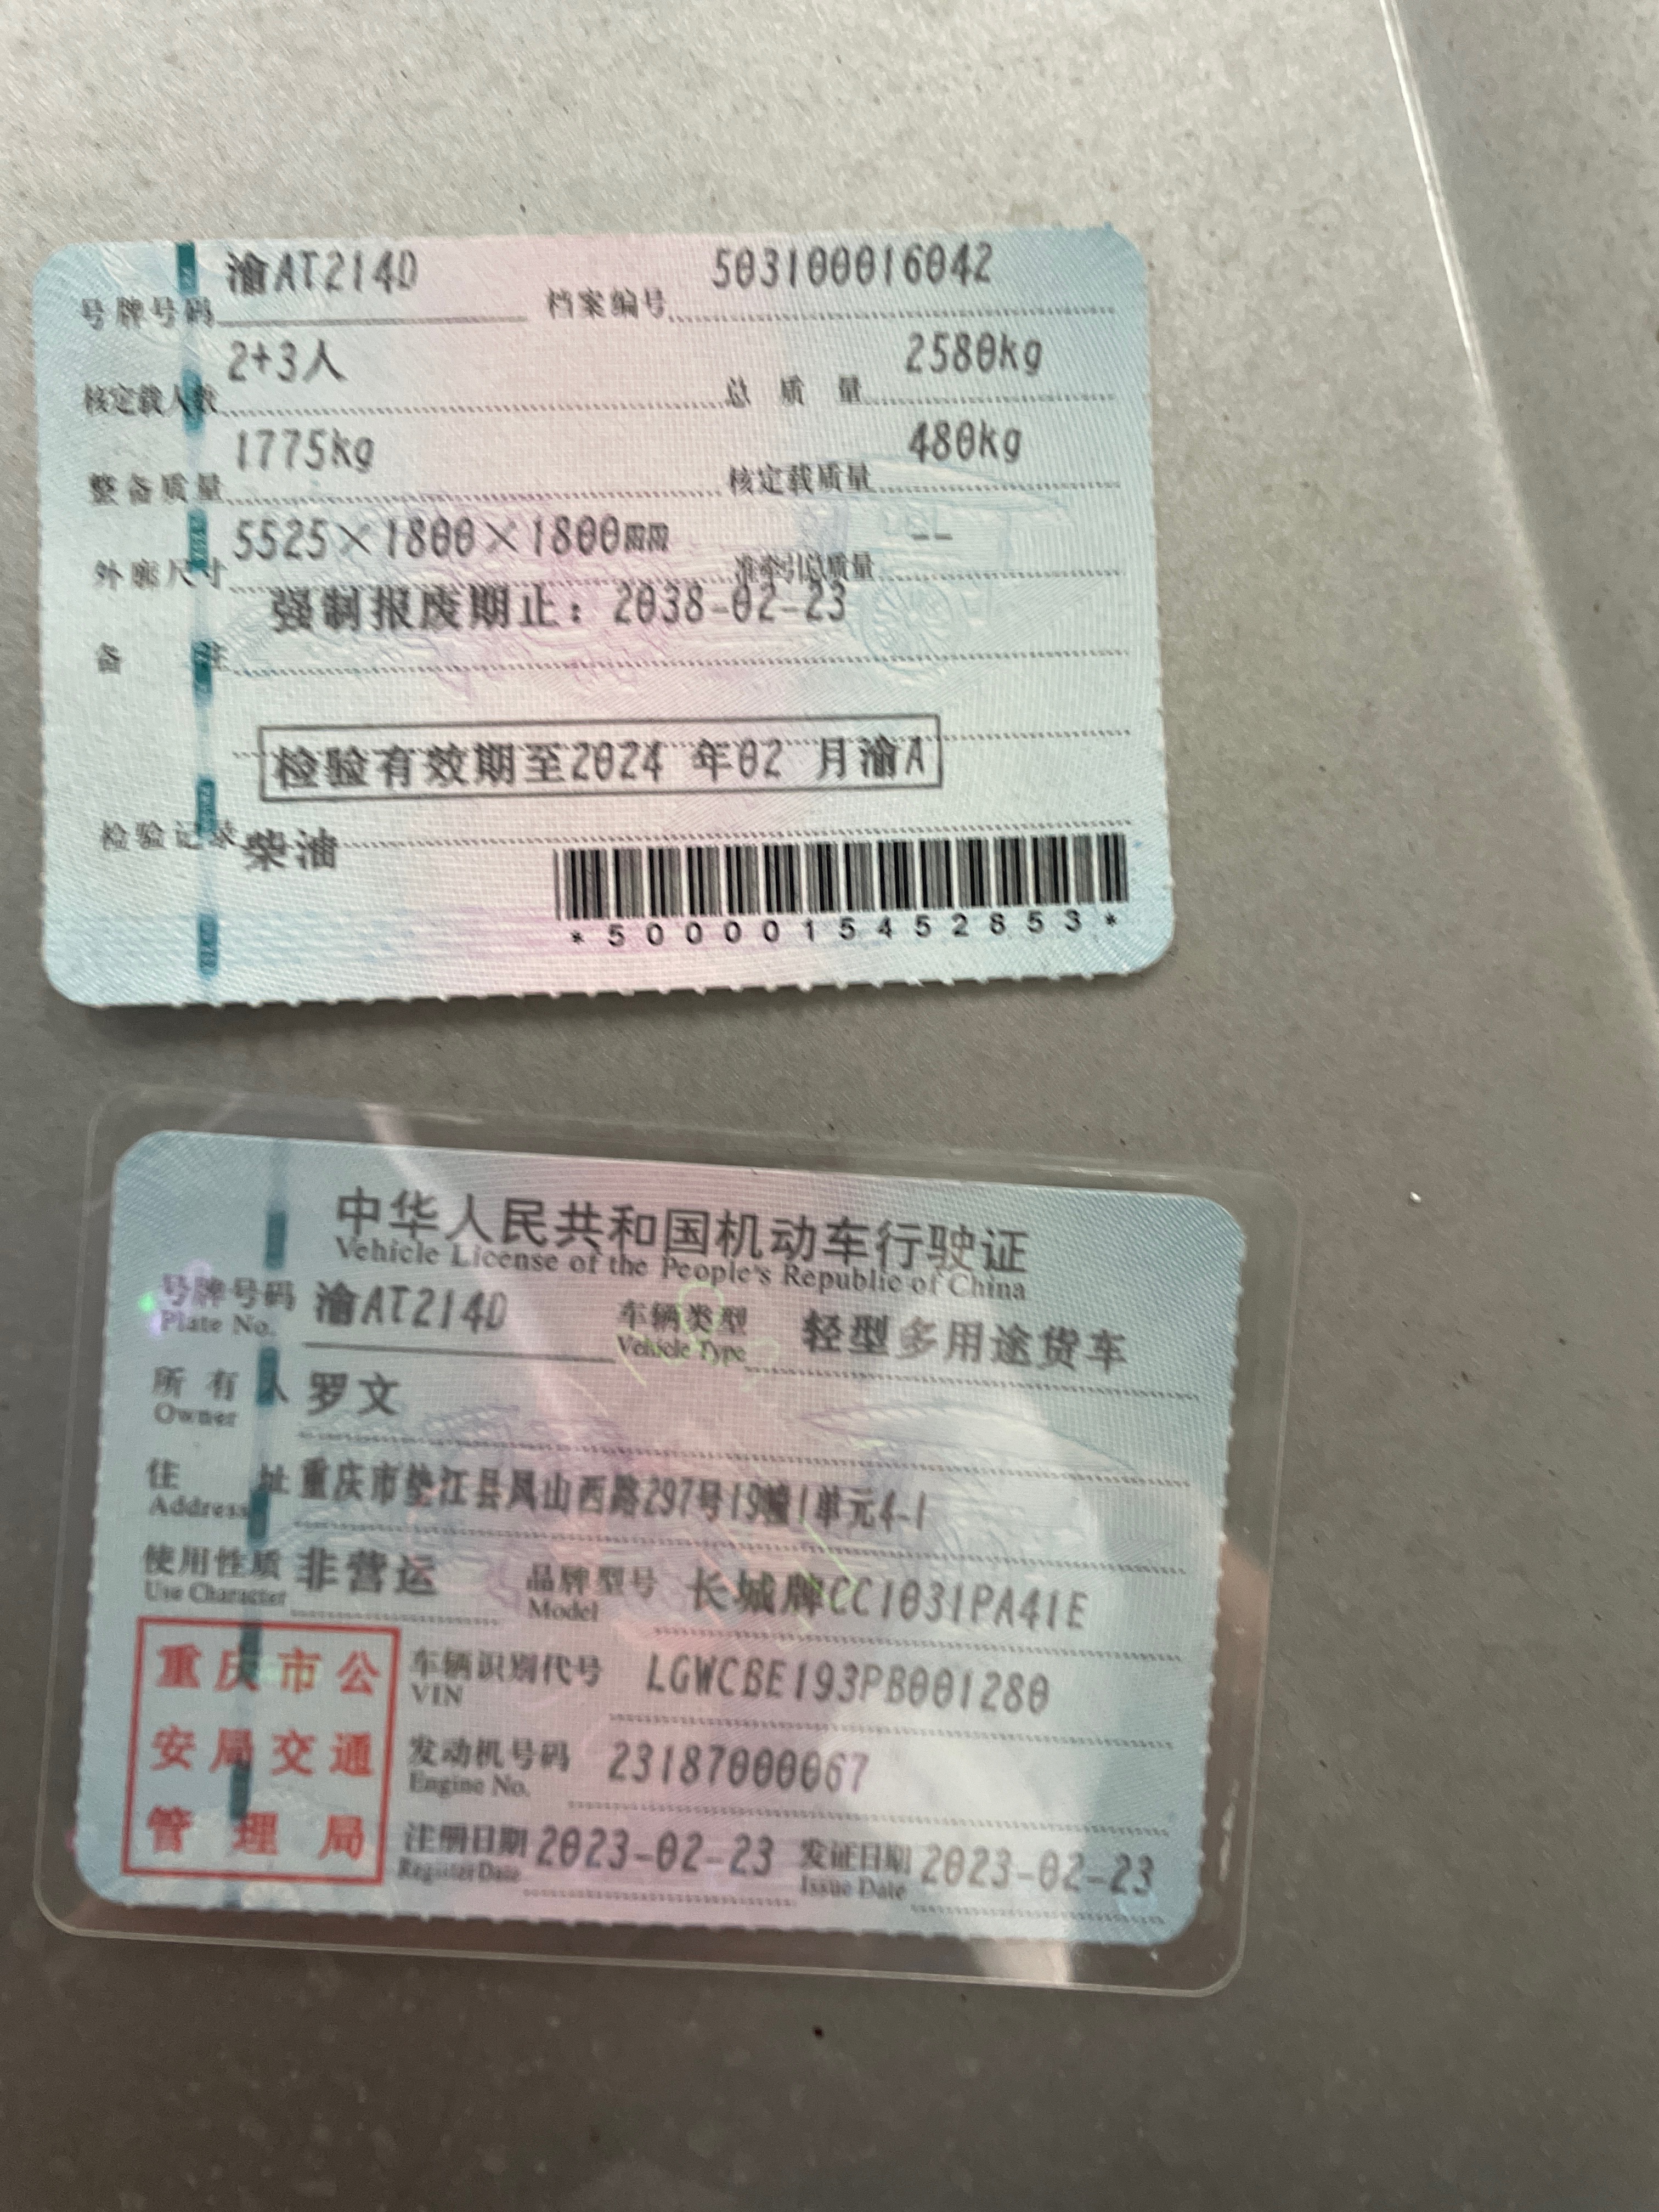 号牌号码 渝AT214D 档案编号 503100016042
核定载人数 2+3人 总质量 2580kg
整备质量 1775kg 核定载质量 480kg
外廓尺寸 5525×1800×1800mm 准牵引总质量 --
备注 强制报废期止：2038-02-23
检验有效期至2024 年02 月渝A
检验记录 柴油
*5000015452853*
中华人民共和国机动车行驶证
Vehicle License of the People's Republic of China
号牌号码 渝AT214D 车辆类型 轻型多用途货车
Plate No. Vehicle Type
所有人 罗文
Owner
住址 重庆市垫江县凤山西路297号19幢1单元4-1
Address
使用性质 非营运 品牌型号 长城牌CC1031PA41E
Use Character Model
重庆市公
安局交通
管理局
车辆识别代号 LGWCBE193PB001280
VIN
发动机号码 23187000067
Engine No.
注册日期 2023-02-23 发证日期 2023-02-23
Register Date Issue Date